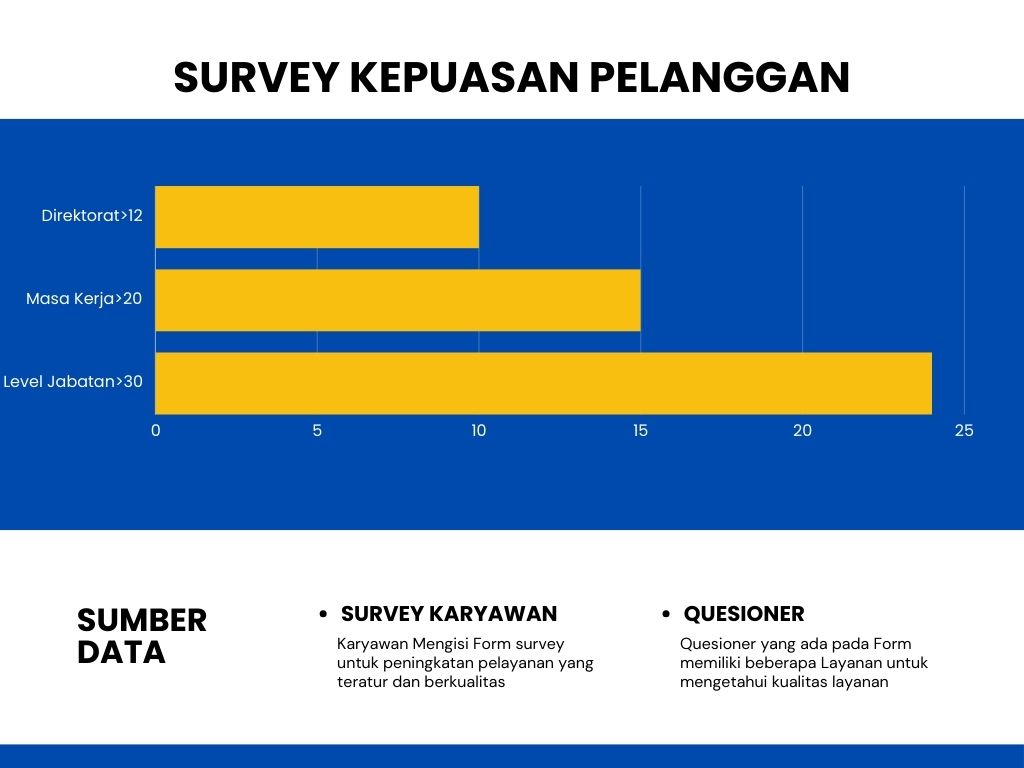 SURVEY KEPUASAN PELANGGAN
Direktorat>12
Masa Kerja>20
Level Jabatan>30
0 5 10 15 20 25
SUMBER
DATA
• SURVEY KARYAWAN
Karyawan Mengisi Form survey
untuk peningkatan pelayanan yang
teratur dan berkualitas
• QUESIONER
Quesioner yang ada pada Form
memiliki beberapa Layanan untuk
mengetahui kualitas layanan